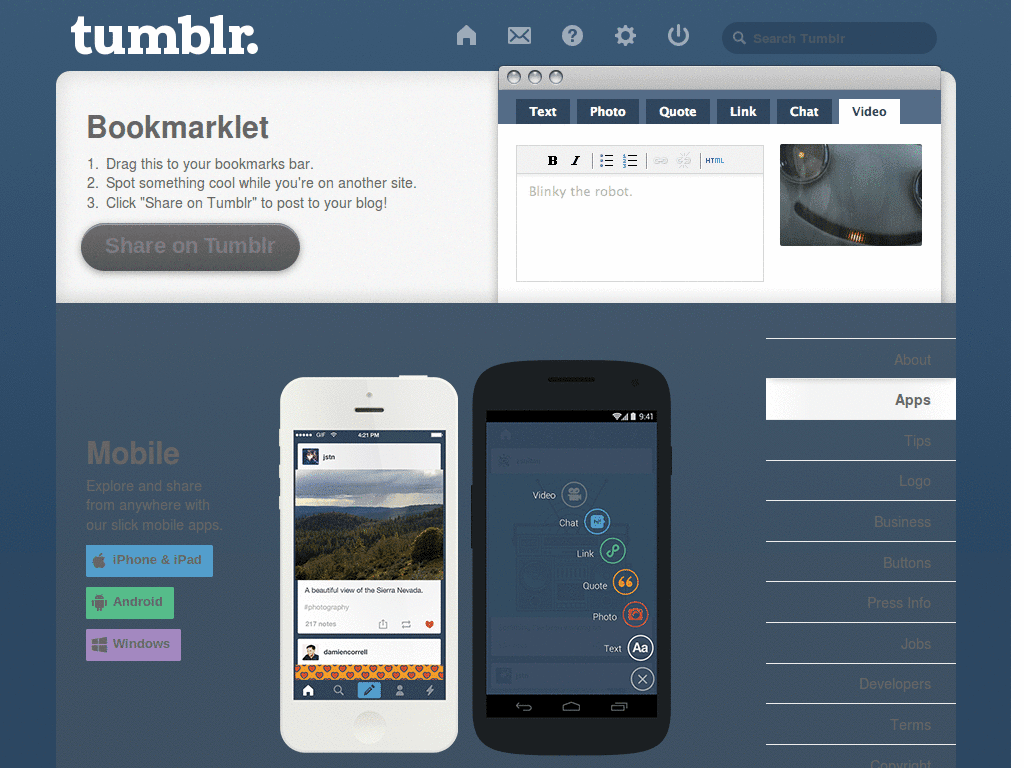 tumblr.
Search Tumblr
Bookmarklet
1. Drag this to your bookmarks bar.
2. Spot something cool while you're on another site.
3. Click "Share on Tumblr" to post to your blog!
Share on Tumblr
Text Photo Quote Link Chat Video
B I HTML
Blinky the robot.
Mobile
Explore and share
from anywhere with
our slick mobile apps.
iPhone & iPad
Android
Windows
GIF 4:21 PM
jstn
A beautiful view of the Sierra Nevada.
#photography
217 notes
damiencorrell
9:41
Video
Chat
Link
Quote
Photo
Text Aa
About
Apps
Tips
Logo
Business
Buttons
Press Info
Jobs
Developers
Terms
Copyright